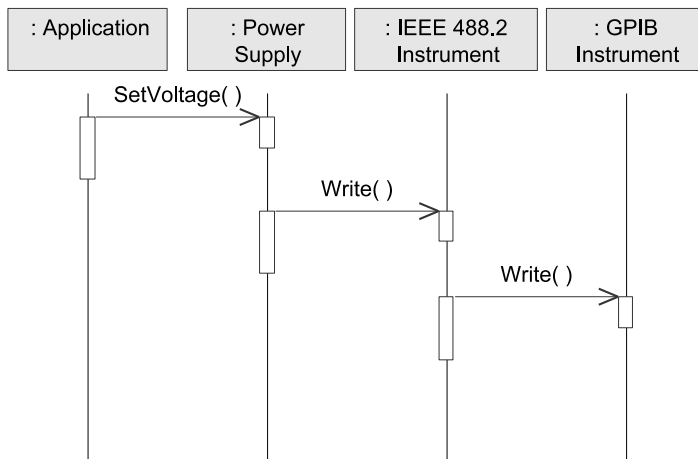 : Application
: Power
Supply
: IEEE 488.2
Instrument
: GPIB
Instrument
SetVoltage( )
Write( )
Write( )